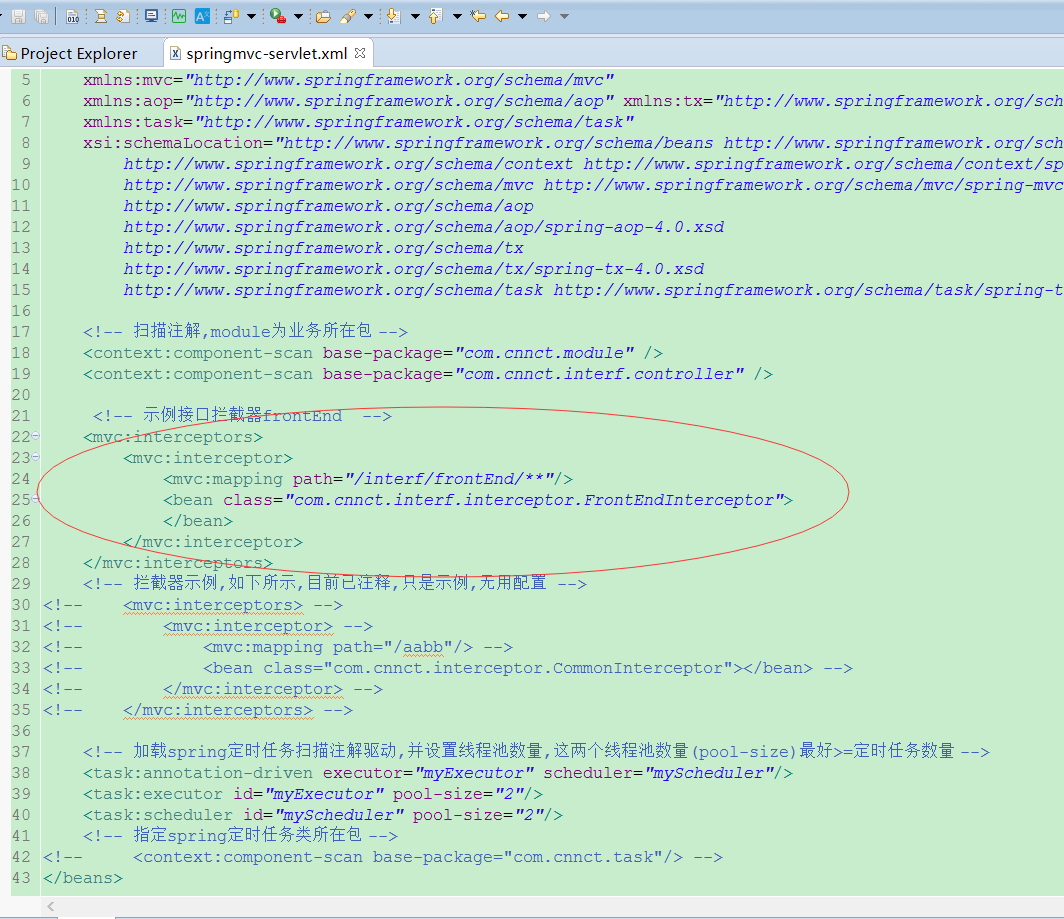 Project Explorer
springmvc-servlet.xml
5 xmlns:mvc="http://www.springframework.org/schema/mvc"
6 xmlns:aop="http://www.springframework.org/schema/aop" xmlns:tx="http://www.springframework.org/sch
7 xmlns:task="http://www.springframework.org/schema/task"
8 xsi:schemaLocation="http://www.springframework.org/schema/beans http://www.springframework.org/sch
9 http://www.springframework.org/schema/context http://www.springframework.org/schema/context/sp
10 http://www.springframework.org/schema/mvc http://www.springframework.org/schema/mvc/spring-mvc
11 http://www.springframework.org/schema/aop
12 http://www.springframework.org/schema/aop/spring-aop-4.0.xsd
13 http://www.springframework.org/schema/tx
14 http://www.springframework.org/schema/tx/spring-tx-4.0.xsd
15 http://www.springframework.org/schema/task http://www.springframework.org/schema/task/spring-t
16
17 <!-- 扫描注解,module为业务所在包 -->
18 <context:component-scan base-package="com.cnnct.module" />
19 <context:component-scan base-package="com.cnnct.interf.controller" />
20
21 <!-- 示例接口拦截器frontEnd -->
22 <mvc:interceptors>
23 <mvc:interceptor>
24 <mvc:mapping path="/interf/frontEnd/**"/>
25 <bean class="com.cnnct.interf.interceptor.FrontEndInterceptor">
26 </bean>
27 </mvc:interceptor>
28 </mvc:interceptors>
29 <!-- 拦截器示例,如下所示,目前已注释,只是示例,无用配置 -->
30 <!-- <mvc:interceptors> -->
31 <!-- <mvc:interceptor> -->
32 <!-- <mvc:mapping path="/aabb"/> -->
33 <!-- <bean class="com.cnnct.interceptor.CommonInterceptor"></bean> -->
34 <!-- </mvc:interceptor> -->
35 <!-- </mvc:interceptors> -->
36
37 <!-- 加载spring定时任务扫描注解驱动,并设置线程池数量,这两个线程池数量(pool-size)最好>=定时任务数量 -->
38 <task:annotation-driven executor="myExecutor" scheduler="myScheduler"/>
39 <task:executor id="myExecutor" pool-size="2"/>
40 <task:scheduler id="myScheduler" pool-size="2"/>
41 <!-- 指定spring定时任务类所在包 -->
42 <!-- <context:component-scan base-package="com.cnnct.task"/> -->
43 </beans>